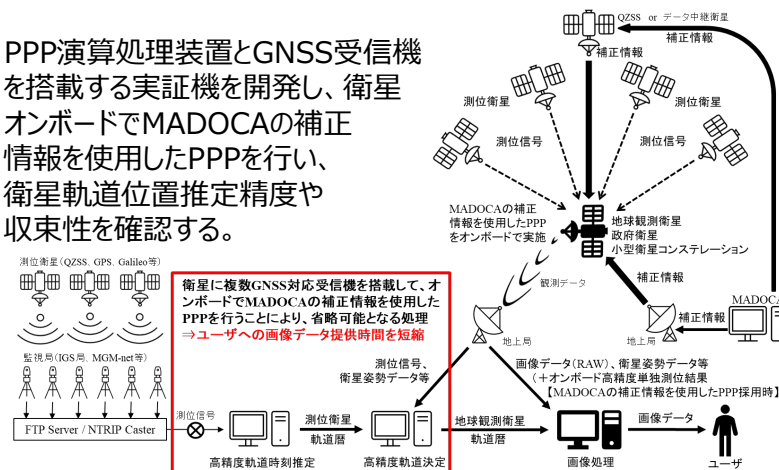 PPP演算処理装置とGNSS受信機
を搭載する実証機を開発し、衛星
オンボードでMADOCAの補正
情報を使用したPPPを行い、
衛星軌道位置推定精度や
収束性を確認する。
QZSS or データ中継衛星
補正情報
補正情報
測位衛星
測位衛星
測位信号
測位信号
MADOCAの補正
情報を使用したPPP
をオンボードで実施
地球観測衛星
政府衛星
小型衛星コンステレーション
観測データ
補正情報
MADOCA
補正情報
地上局
地上局
測位衛星(QZSS、GPS、Galileo等)
監視局(IGS局、MGM-net等)
FTP Server / NTRIP Caster
測位信号
衛星に複数GNSS対応受信機を搭載して、オ
ンボードでMADOCAの補正情報を使用した
PPPを行うことにより、省略可能となる処理
⇒ユーザへの画像データ提供時間を短縮
測位信号、
衛星姿勢データ等
画像データ(RAW)、衛星姿勢データ等
(+オンボード高精度単独測位結果
【MADOCAの補正情報を使用したPPP採用時】
測位衛星
軌道暦
地球観測衛星
軌道暦
画像データ
高精度軌道時刻推定
高精度軌道決定
画像処理
ユーザ